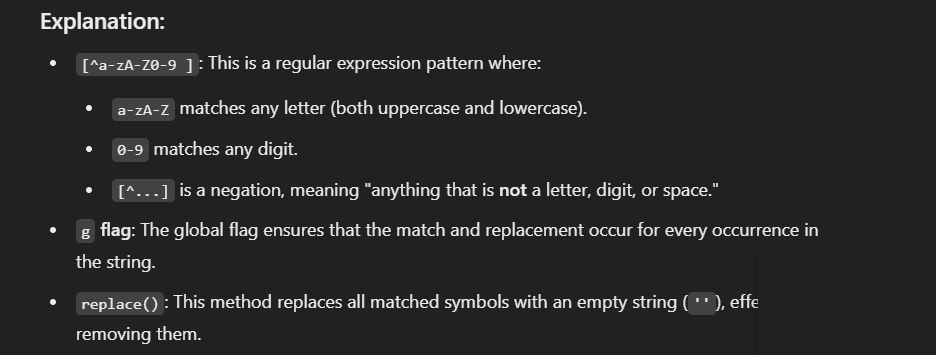 Explanation:
• [^a-zA-Z0-9 ]: This is a regular expression pattern where:
• a-zA-Z matches any letter (both uppercase and lowercase).
• 0-9 matches any digit.
• [^...] is a negation, meaning "anything that is not a letter, digit, or space."
• g flag: The global flag ensures that the match and replacement occur for every occurrence in
the string.
• replace(): This method replaces all matched symbols with an empty string (''), effe
removing them.